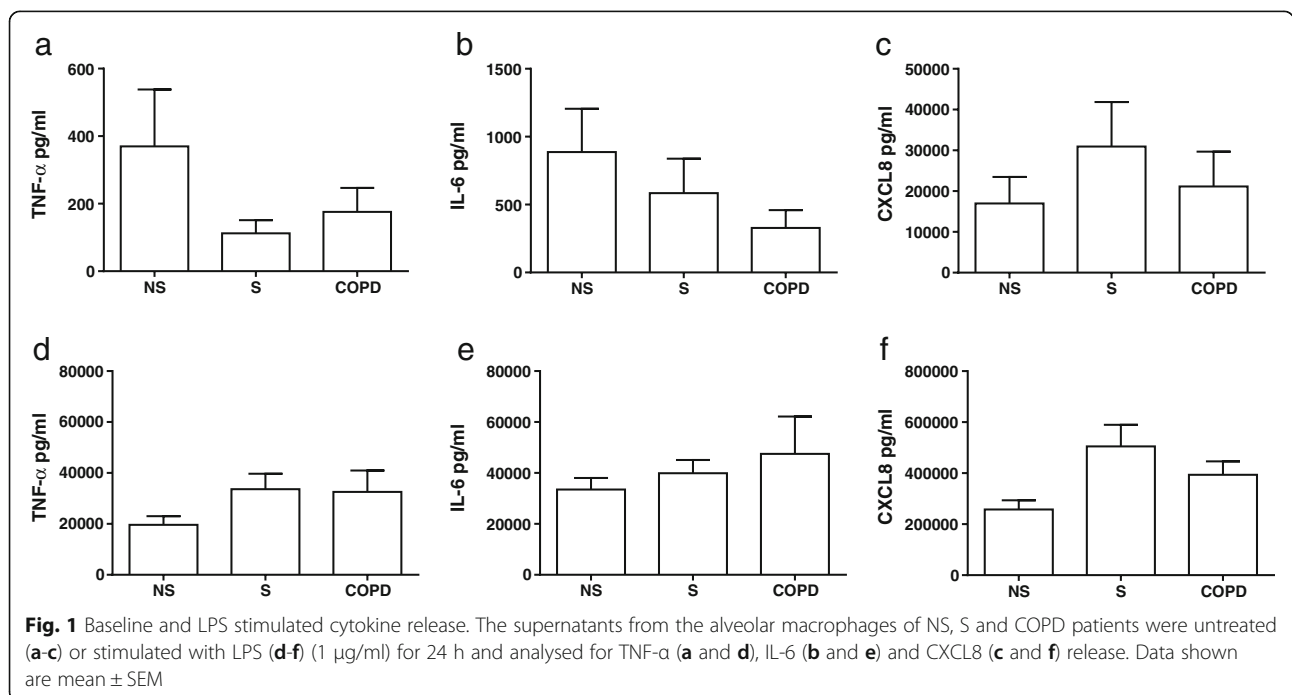 a
b
c
600
400
200
0
TNF-α pg/ml
NS S COPD
1500
1000
500
0
IL-6 pg/ml
NS S COPD
50000
40000
30000
20000
10000
0
CXCL8 pg/ml
NS S COPD
d
e
f
80000
60000
40000
20000
0
TNF-α pg/ml
NS S COPD
80000
60000
40000
20000
0
IL-6 pg/ml
NS S COPD
800000
600000
400000
200000
0
CXCL8 pg/ml
NS S COPD
Fig. 1 Baseline and LPS stimulated cytokine release. The supernatants from the alveolar macrophages of NS, S and COPD patients were untreated
(a-c) or stimulated with LPS (d-f) (1 μg/ml) for 24 h and analysed for TNF-α (a and d), IL-6 (b and e) and CXCL8 (c and f) release. Data shown
are mean ± SEM